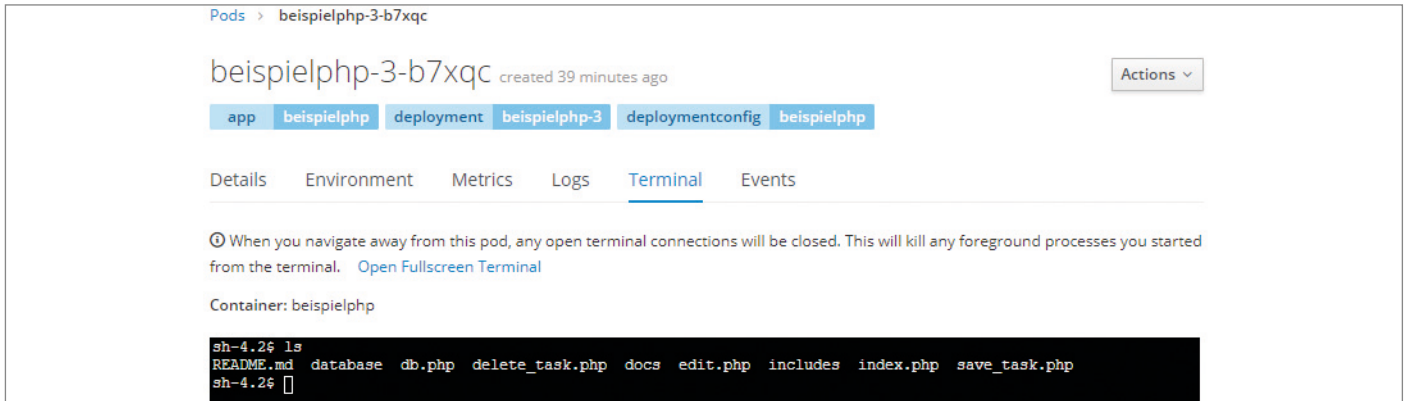 Pods > beispielphp-3-b7xqc
beispielphp-3-b7xqc created 39 minutes ago
Actions
app beispielphp deployment beispielphp-3 deploymentconfig beispielphp
Details Environment Metrics Logs Terminal Events
When you navigate away from this pod, any open terminal connections will be closed. This will kill any foreground processes you started
from the terminal. Open Fullscreen Terminal
Container: beispielphp
sh-4.2$ ls
README.md database db.php delete_task.php docs edit.php includes index.php save_task.php
sh-4.2$